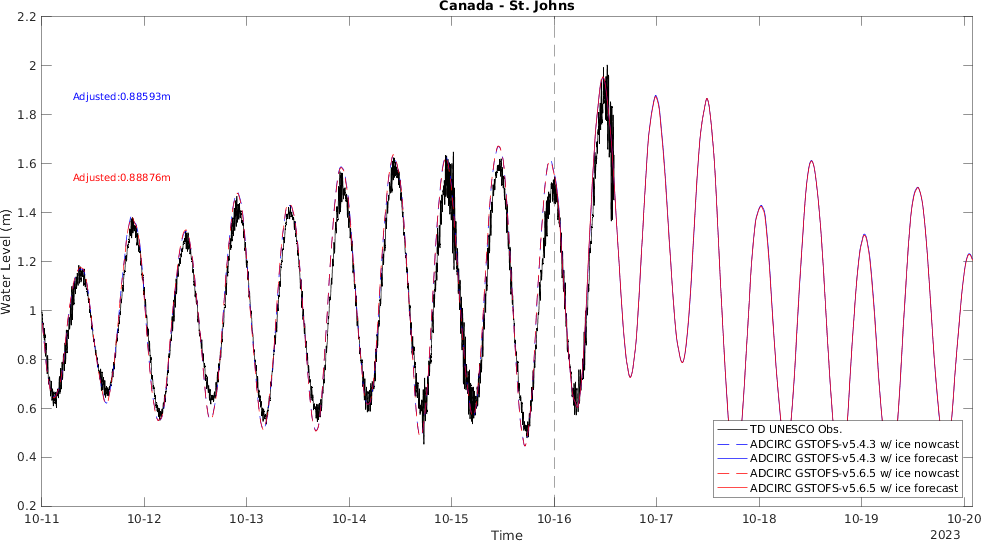 Canada - St. Johns
2.2
2
1.8
1.6
1.4
1.2
1
0.8
0.6
0.4
0.2
Water Level (m)
Adjusted:0.88593m
Adjusted:0.88876m
TD UNESCO Obs.
ADCIRC GSTOFS-v5.4.3 w/ ice nowcast
ADCIRC GSTOFS-v5.4.3 w/ ice forecast
ADCIRC GSTOFS-v5.6.5 w/ ice nowcast
ADCIRC GSTOFS-v5.6.5 w/ ice forecast
10-11 10-12 10-13 10-14 10-15 10-16 10-17 10-18 10-19 10-20
Time
2023